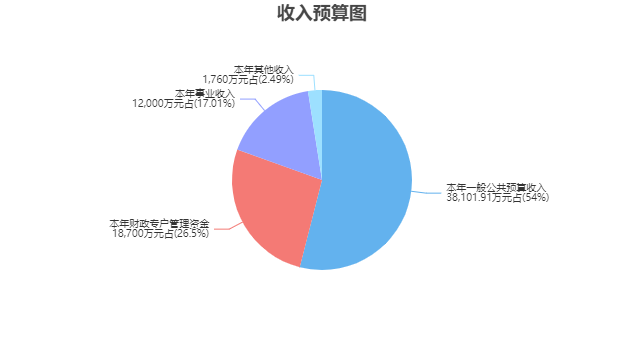 收入预算图
本年其他收入
1,760万元占(2.49%)
本年事业收入
12,000万元占(17.01%)
本年一般公共预算收入
38,101.91万元占(54%)
本年财政专户管理资金
18,700万元占(26.5%)